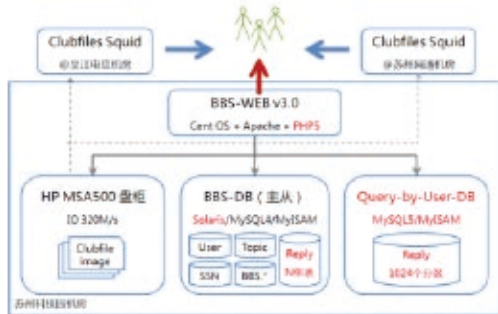 Clubfiles Squid
Clubfiles Squid
BBS-WEB v3.0
Cent OS + Apache + PHP5
HP MSA500 盘柜
IO 320M/s
Clubfile
image
BBS-DB（主从）
Solaris/MySQL4/MyISAM
User
Topic
Reply
SSN
BBS.*
Query-by-User-DB
MySQL5/MyISAM
Reply
1024个分表